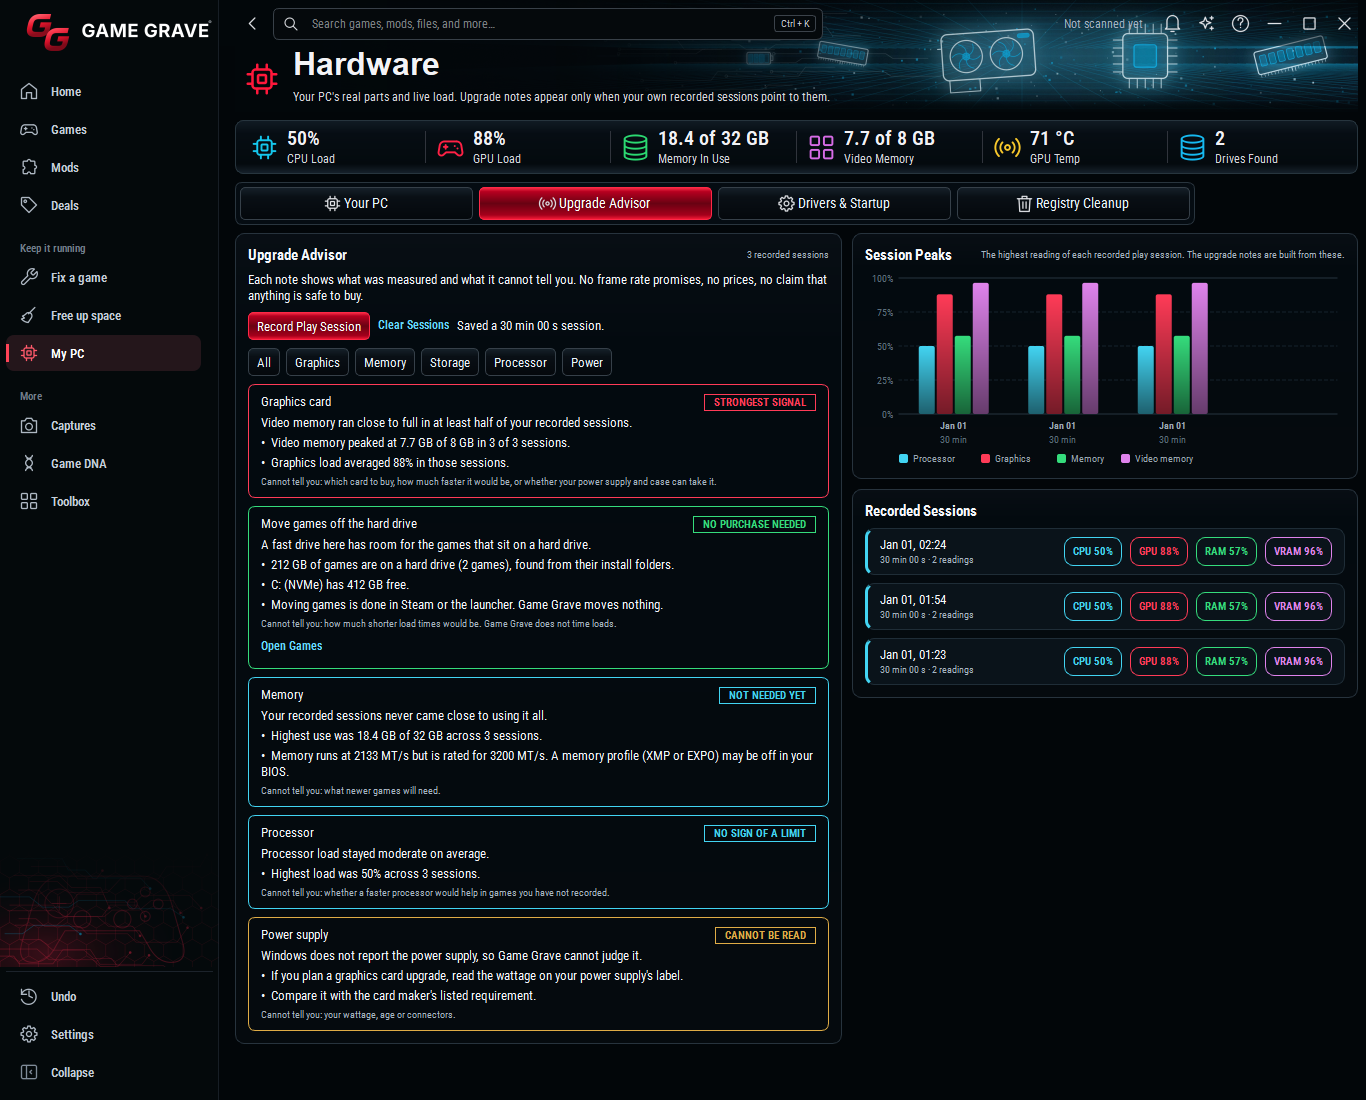 GG GAME GRAVE
Search games, mods, files, and more...
Ctrl + K
Not scanned yet
Hardware
Your PC's real parts and live load. Upgrade notes appear only when your own recorded sessions point to them.
Home
Games
Mods
Deals
Keep it running
Fix a game
Free up space
My PC
More
Captures
Game DNA
Toolbox
Undo
Settings
Collapse
50%
CPU Load
88%
GPU Load
18.4 of 32 GB
Memory In Use
7.7 of 8 GB
Video Memory
71 °C
GPU Temp
2
Drives Found
Your PC
Upgrade Advisor
Drivers & Startup
Registry Cleanup
Upgrade Advisor
3 recorded sessions
Each note shows what was measured and what it cannot tell you. No frame rate promises, no prices, no claim that
anything is safe to buy.
Record Play Session
Clear Sessions
Saved a 30 min 00 s session.
All
Graphics
Memory
Storage
Processor
Power
Graphics card
STRONGEST SIGNAL
Video memory ran close to full in at least half of your recorded sessions.
• Video memory peaked at 7.7 GB of 8 GB in 3 of 3 sessions.
• Graphics load averaged 88% in those sessions.
Cannot tell you: which card to buy, how much faster it would be, or whether your power supply and case can take it.
Move games off the hard drive
NO PURCHASE NEEDED
A fast drive here has room for the games that sit on a hard drive.
• 212 GB of games are on a hard drive (2 games), found from their install folders.
• C: (NVMe) has 412 GB free.
• Moving games is done in Steam or the launcher. Game Grave moves nothing.
Cannot tell you: how much shorter load times would be. Game Grave does not time loads.
Open Games
Memory
NOT NEEDED YET
Your recorded sessions never came close to using it all.
• Highest use was 18.4 GB of 32 GB across 3 sessions.
• Memory runs at 2133 MT/s but is rated for 3200 MT/s. A memory profile (XMP or EXPO) may be off in your
BIOS.
Cannot tell you: what newer games will need.
Processor
NO SIGN OF A LIMIT
Processor load stayed moderate on average.
• Highest load was 50% across 3 sessions.
Cannot tell you: whether a faster processor would help in games you have not recorded.
Power supply
CANNOT BE READ
Windows does not report the power supply, so Game Grave cannot judge it.
• If you plan a graphics card upgrade, read the wattage on your power supply's label.
• Compare it with the card maker's listed requirement.
Cannot tell you: your wattage, age or connectors.
Session Peaks
The highest reading of each recorded play session. The upgrade notes are built from these.
100%
75%
50%
25%
0%
Jan 01
Jan 01
Jan 01
30 min
30 min
30 min
Processor
Graphics
Memory
Video memory
Recorded Sessions
Jan 01, 02:24
30 min 00 s · 2 readings
CPU 50%
GPU 88%
RAM 57%
VRAM 96%
Jan 01, 01:54
30 min 00 s · 2 readings
CPU 50%
GPU 88%
RAM 57%
VRAM 96%
Jan 01, 01:23
30 min 00 s · 2 readings
CPU 50%
GPU 88%
RAM 57%
VRAM 96%